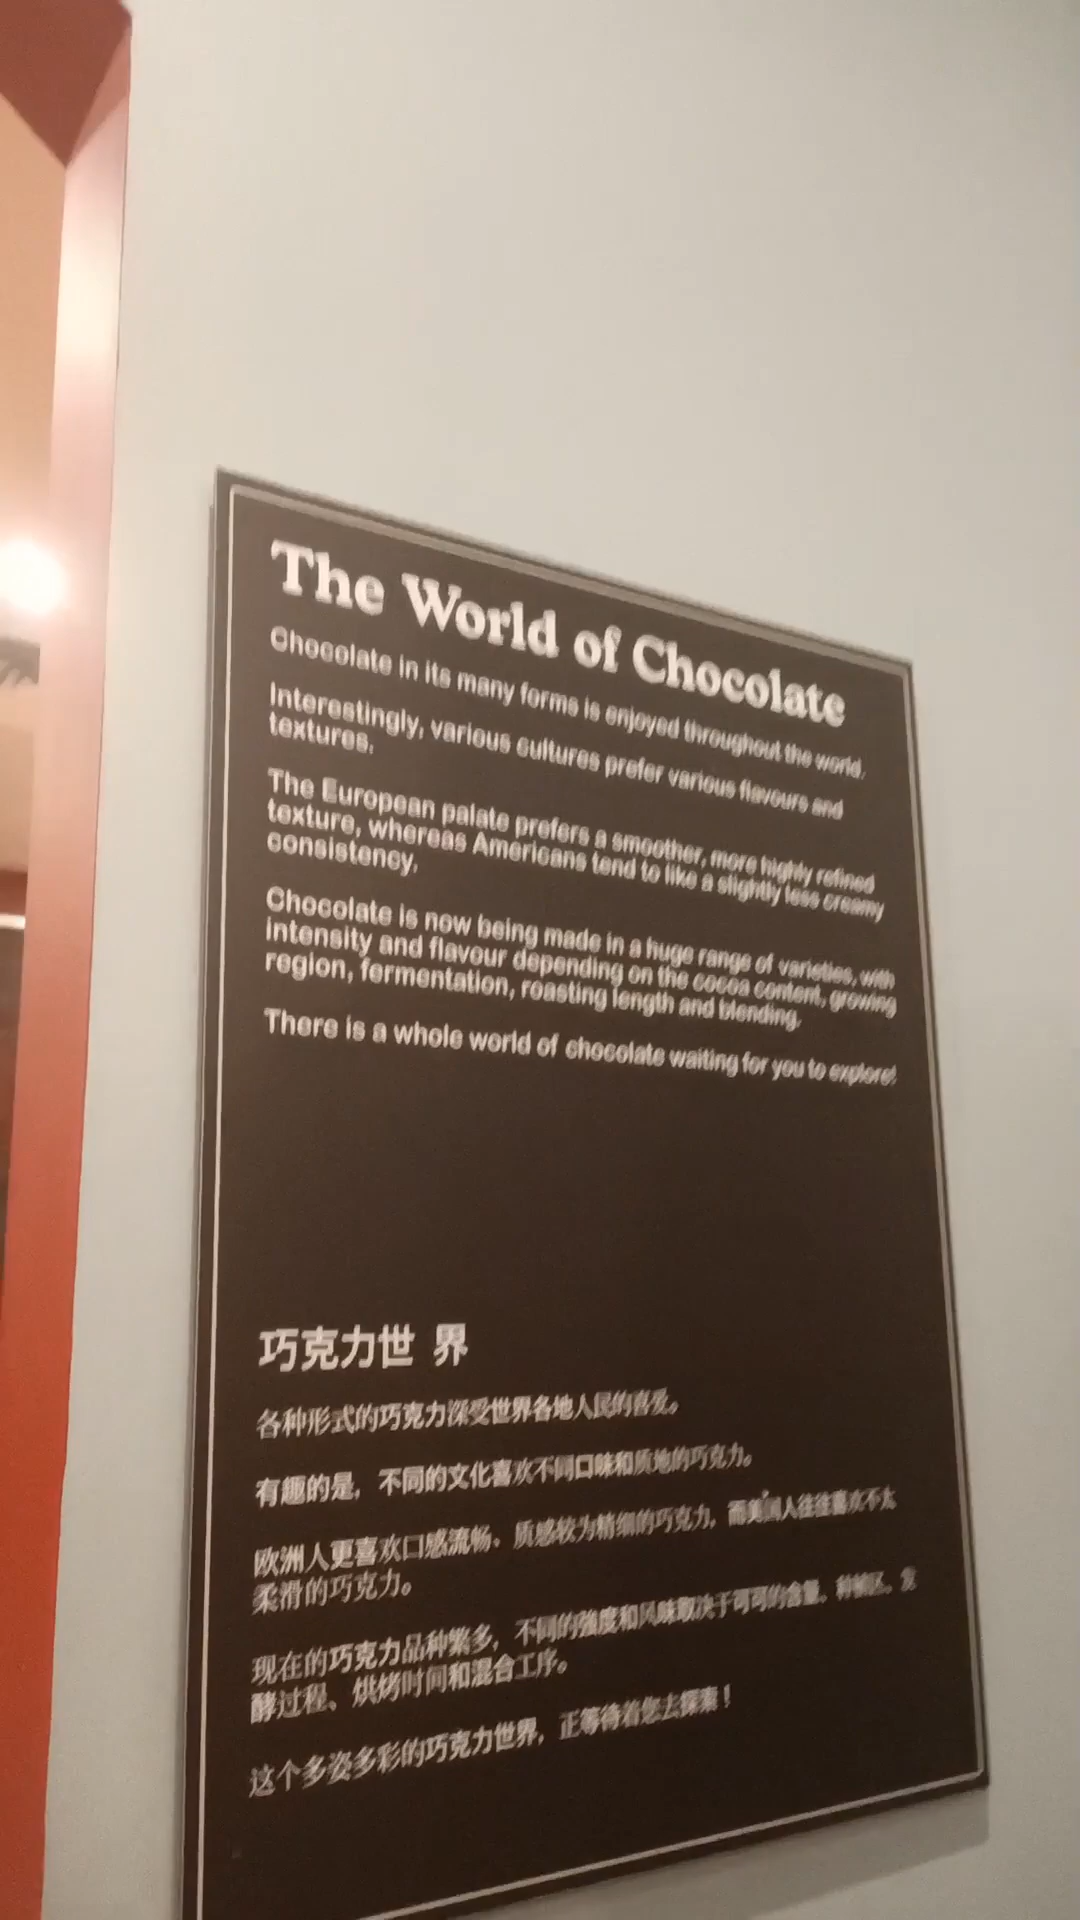 The World of Chocolate
Chocolate in its many forms is enjoyed throughout the world.
Interestingly, various cultures prefer various flavours and
textures.
The European palate prefers a smoother, more highly refined
texture, whereas Americans tend to like a slightly less creamy
consistency.
Chocolate is now being made in a huge range of varieties, with
intensity and flavour depending on the cocoa content, growing
region, fermentation, roasting length and blending.
There is a whole world of chocolate waiting for you to explore!
巧克力世 界
各种形式的巧克力深受世界各地人民的喜爱。
有趣的是，不同的文化喜欢不同口味和质地的巧克力。
欧洲人更喜欢口感流畅、质感较为精细的巧克力，而美国人往往喜欢不太
柔滑的巧克力。
现在的巧克力品种繁多，不同的强度和风味取决于可可的含量、种植区、发
酵过程、烘烤时间和混合工序。
这个多姿多彩的巧克力世界，正等待着您去探索！